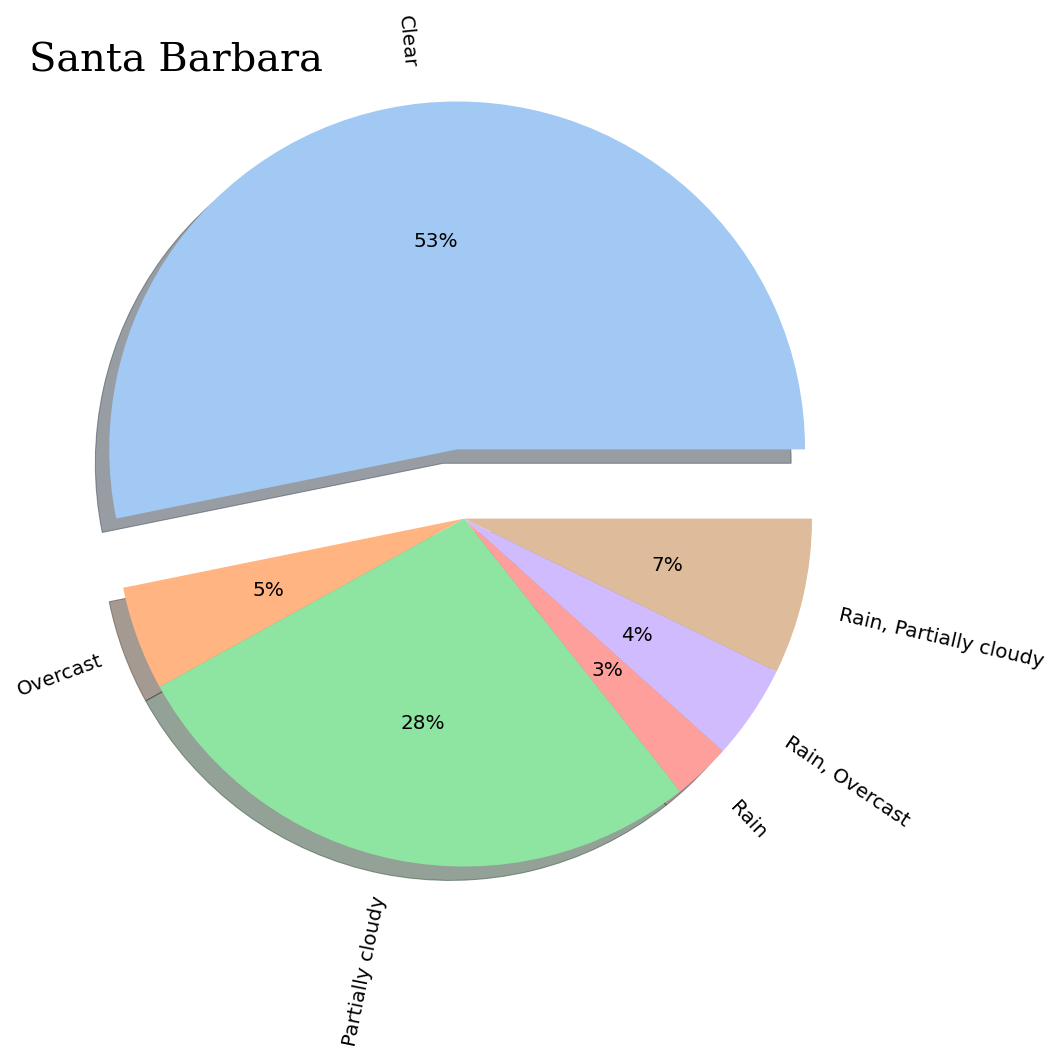 Clear
Santa Barbara
53%
7%
5%
Rain, Partially cloudy
4%
3%
Overcast
28%
Rain, Overcast
Rain
Partially cloudy